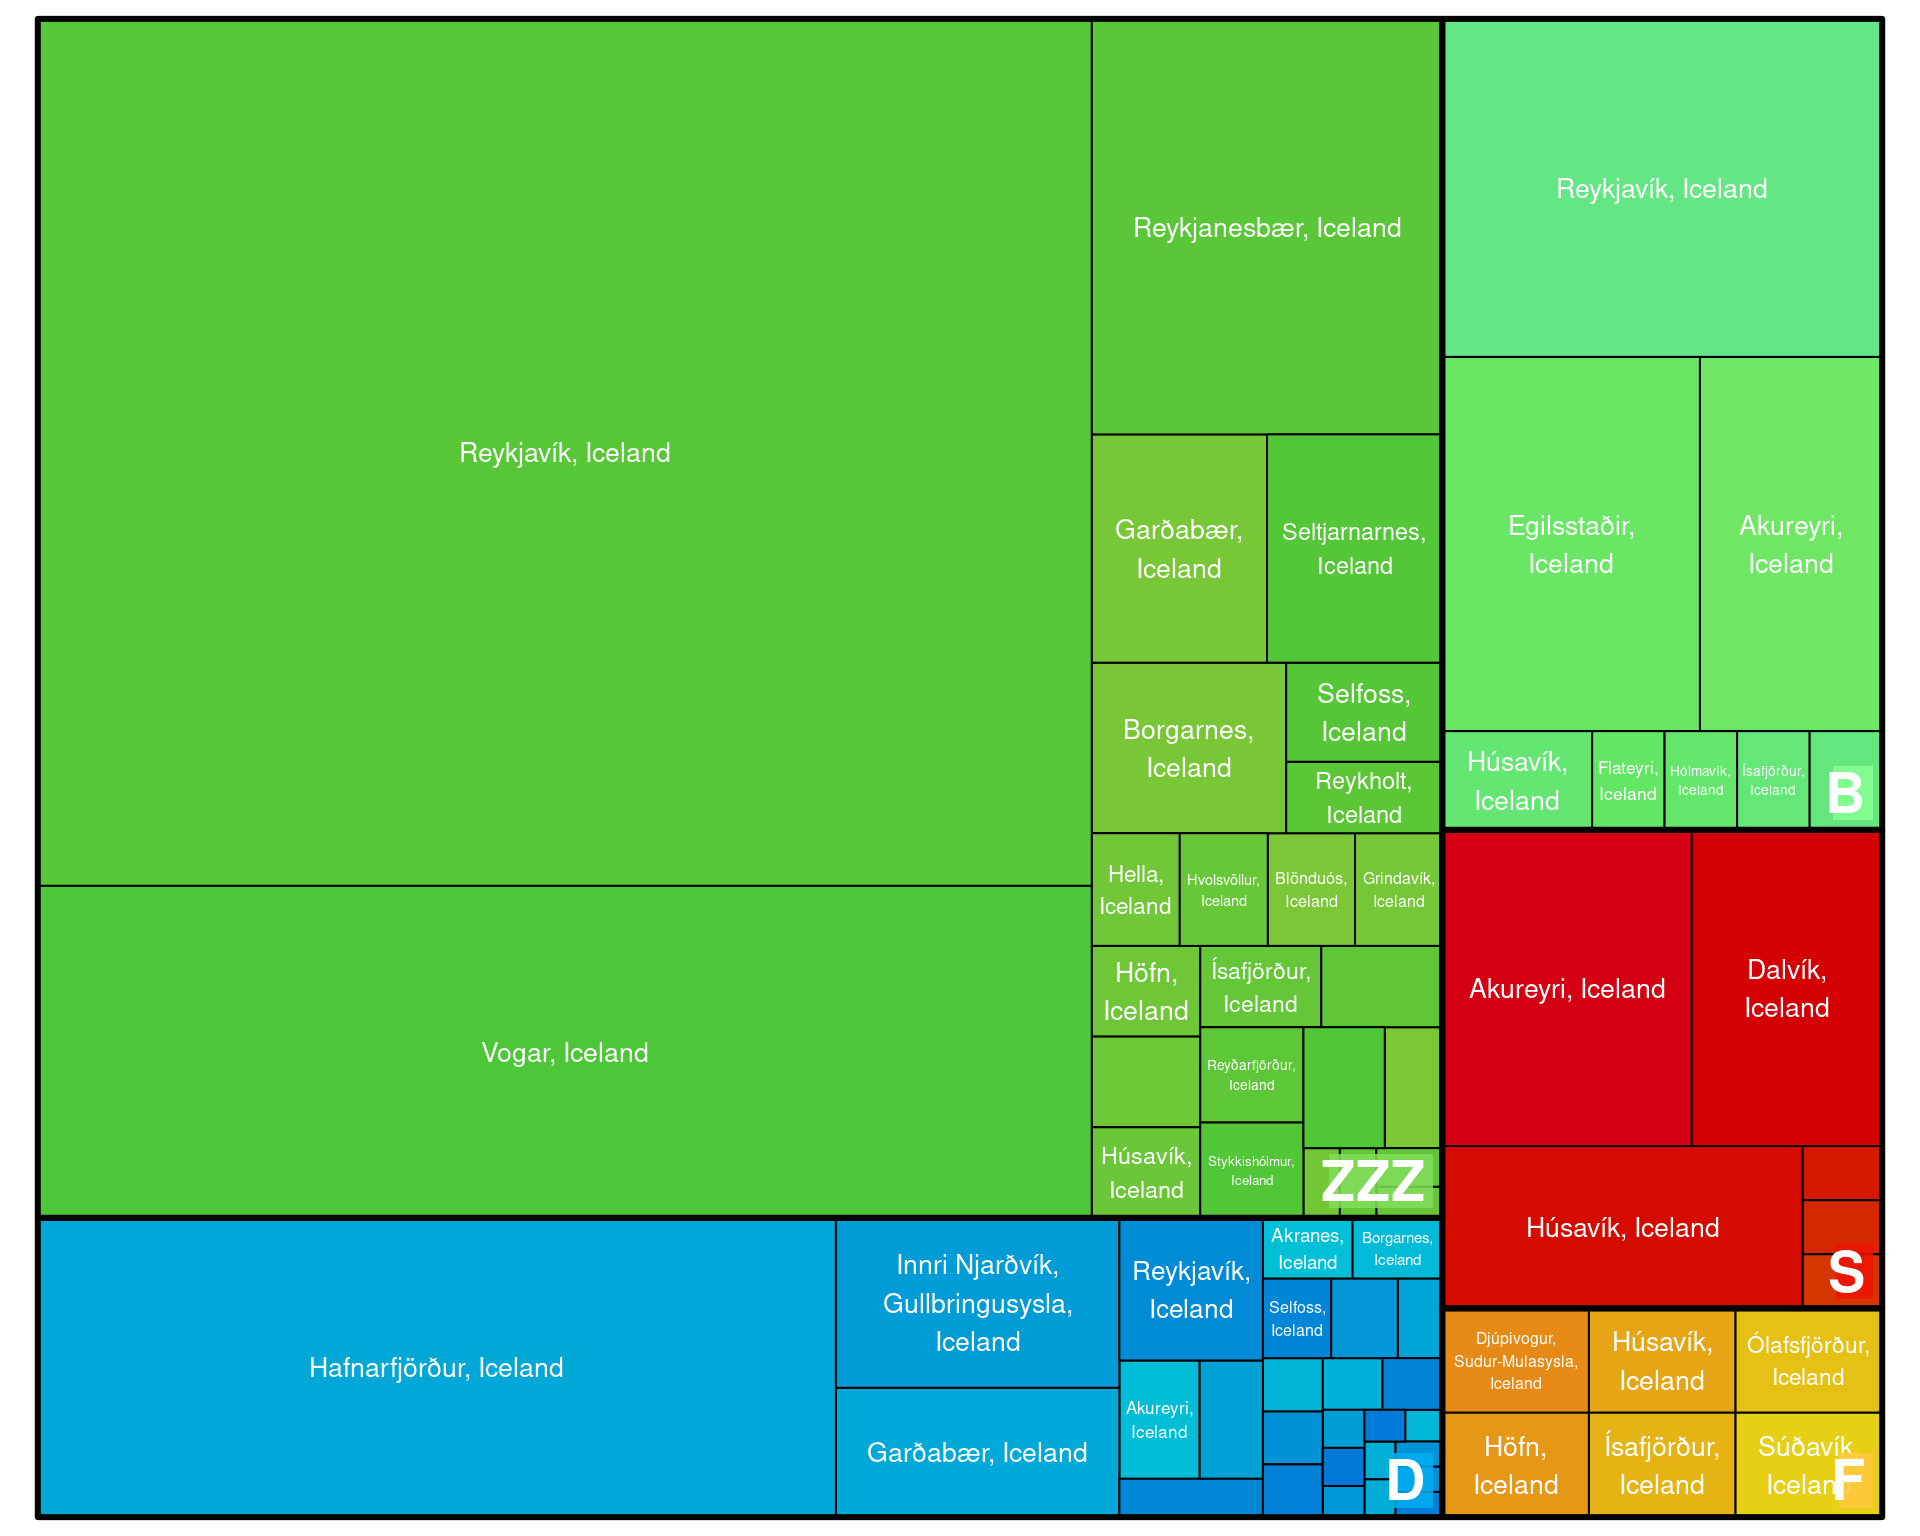 Reykjavík, Iceland
Vogar, Iceland
Reykjanesbær, Iceland
Garðabær,
Iceland
Seltjarnarnes,
Iceland
Borgarnes,
Iceland
Selfoss,
Iceland
Reykholt,
Iceland
Hella,
Iceland
Hvolsvöllur,
Iceland
Blönduós,
Iceland
Grindavík,
Iceland
Höfn,
Iceland
Ísafjörður,
Iceland
Reyðarfjörður,
Iceland
Húsavík,
Iceland
Stykkishólmur,
Iceland
ZZZ
Hafnarfjörður, Iceland
Innri Njarðvík,
Gullbringusysla,
Iceland
Garðabær, Iceland
Reykjavík,
Iceland
Akureyri,
Iceland
Akranes,
Iceland
Borgarnes,
Iceland
Selfoss,
Iceland
D
Reykjavík, Iceland
Egilsstaðir,
Iceland
Akureyri,
Iceland
Húsavík,
Iceland
Flateyri,
Iceland
Hólmavík,
Iceland
Ísafjörður,
Iceland
B
Akureyri, Iceland
Dalvík,
Iceland
Húsavík, Iceland
S
Djúpivogur,
Sudur-Mulasysla,
Iceland
Húsavík,
Iceland
Ólafsfjörður,
Iceland
Höfn,
Iceland
Ísafjörður,
Iceland
Súðavík,
Iceland
F